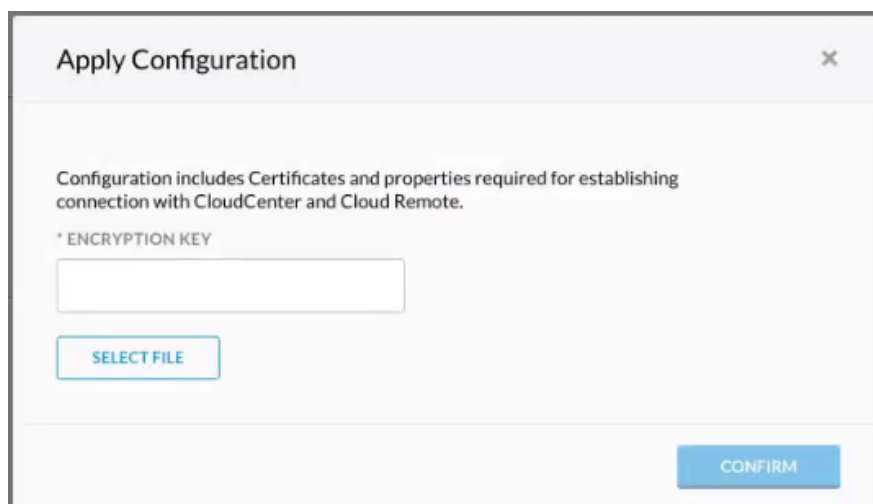 Apply Configuration
Configuration includes Certificates and properties required for establishing
connection with CloudCenter and Cloud Remote.
* ENCRYPTION KEY
SELECT FILE
CONFIRM